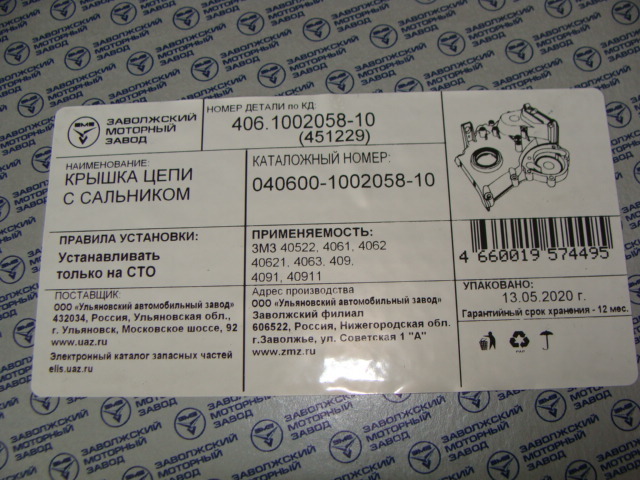 ЗМЗ
ЗАВОЛЖСКИЙ
МОТОРНЫЙ
ЗАВОД
НОМЕР ДЕТАЛИ по КД:
406.1002058-10
(451229)
НАИМЕНОВАНИЕ:
КРЫШКА ЦЕПИ
С САЛЬНИКОМ
КАТАЛОЖНЫЙ НОМЕР:
040600-1002058-10
ПРАВИЛА УСТАНОВКИ:
Устанавливать
только на СТО
ПРИМЕНЯЕМОСТЬ:
ЗМЗ 40522, 4061, 4062
40621, 4063, 409,
4091, 40911
4 660019 574495
ПОСТАВЩИК:
ООО «Ульяновский автомобильный завод»
432034, Россия, Ульяновская обл.,
г. Ульяновск, Московское шоссе, 92
www.uaz.ru
Электронный каталог запасных частей
elis.uaz.ru
Адрес производства
ООО «Ульяновский автомобильный завод»
Заволжский филиал
606522, Россия, Нижегородская обл.
г.Заволжье, ул. Советская 1 "А"
www.zmz.ru
УПАКОВАНО:
13.05.2020 г.
Гарантийный срок хранения - 12 мес.